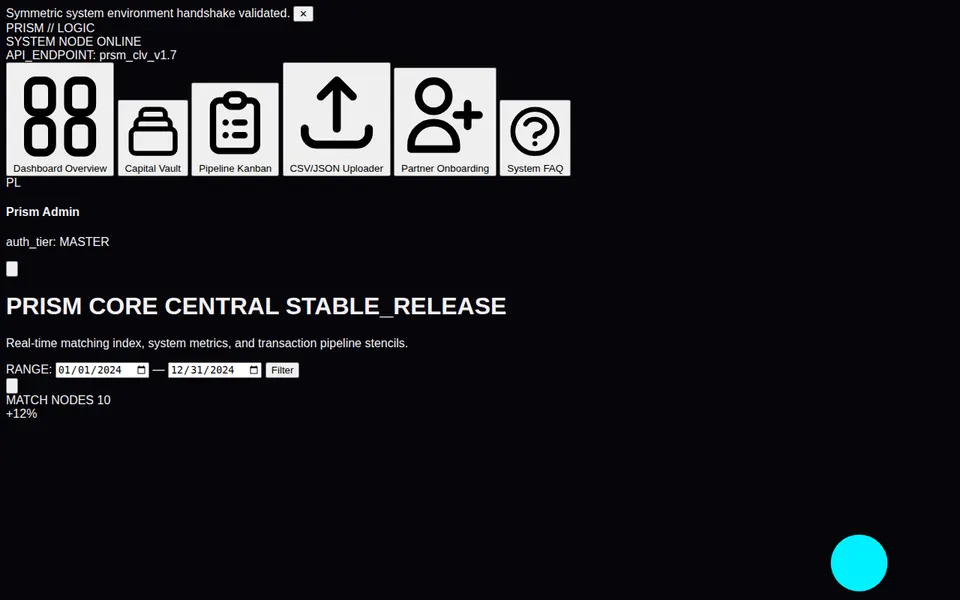 Symmetric system environment handshake validated. ×
PRISM // LOGIC
SYSTEM NODE ONLINE
API_ENDPOINT: prsm_clv_v1.7
Dashboard Overview Capital Vault Pipeline Kanban CSV/JSON Uploader Partner Onboarding System FAQ
PL
Prism Admin
auth_tier: MASTER
PRISM CORE CENTRAL STABLE_RELEASE
Real-time matching index, system metrics, and transaction pipeline stencils.
RANGE: 01/01/2024 — 12/31/2024 Filter
MATCH NODES 10
+12%